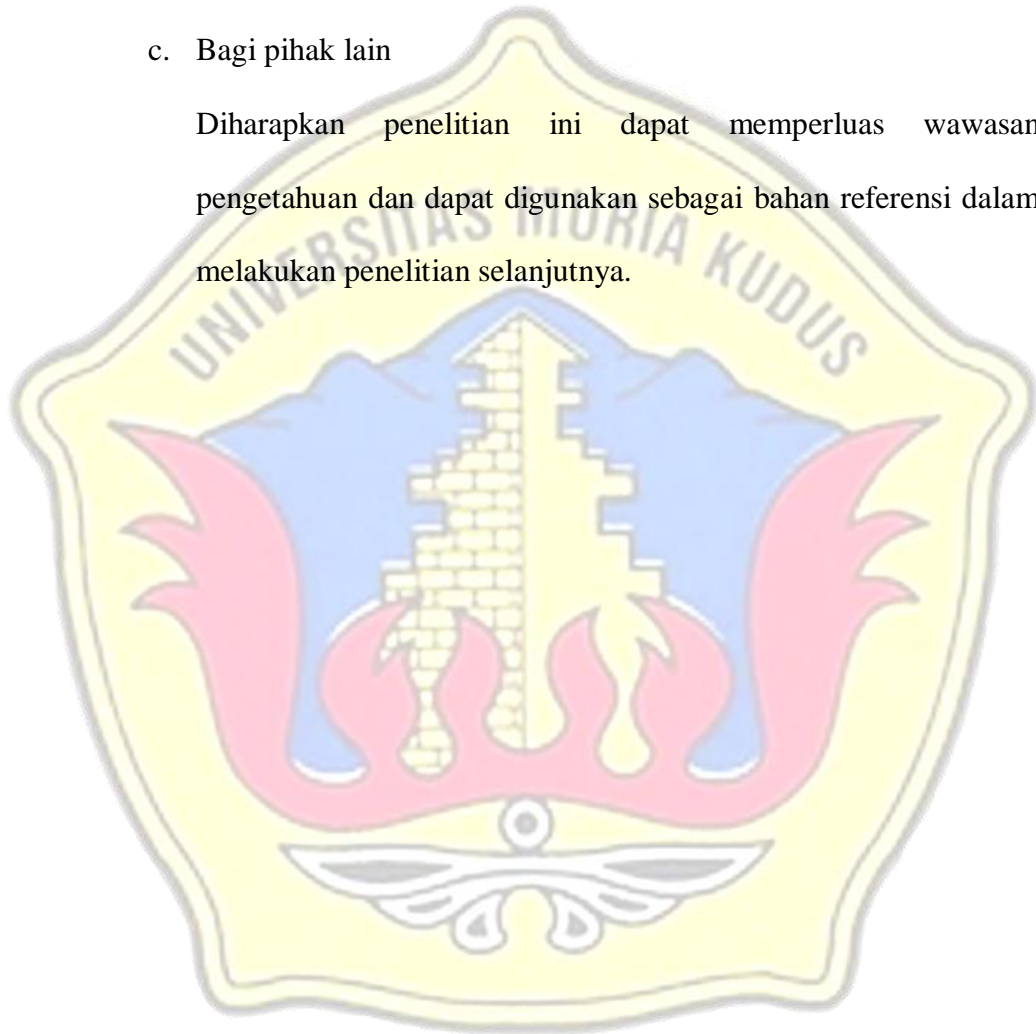 c. Bagi pihak lain
Diharapkan penelitian ini dapat memperluas wawasan
pengetahuan dan dapat digunakan sebagai bahan referensi dalam
melakukan penelitian selanjutnya.
UNIVERSITAS MURIA KUDUS